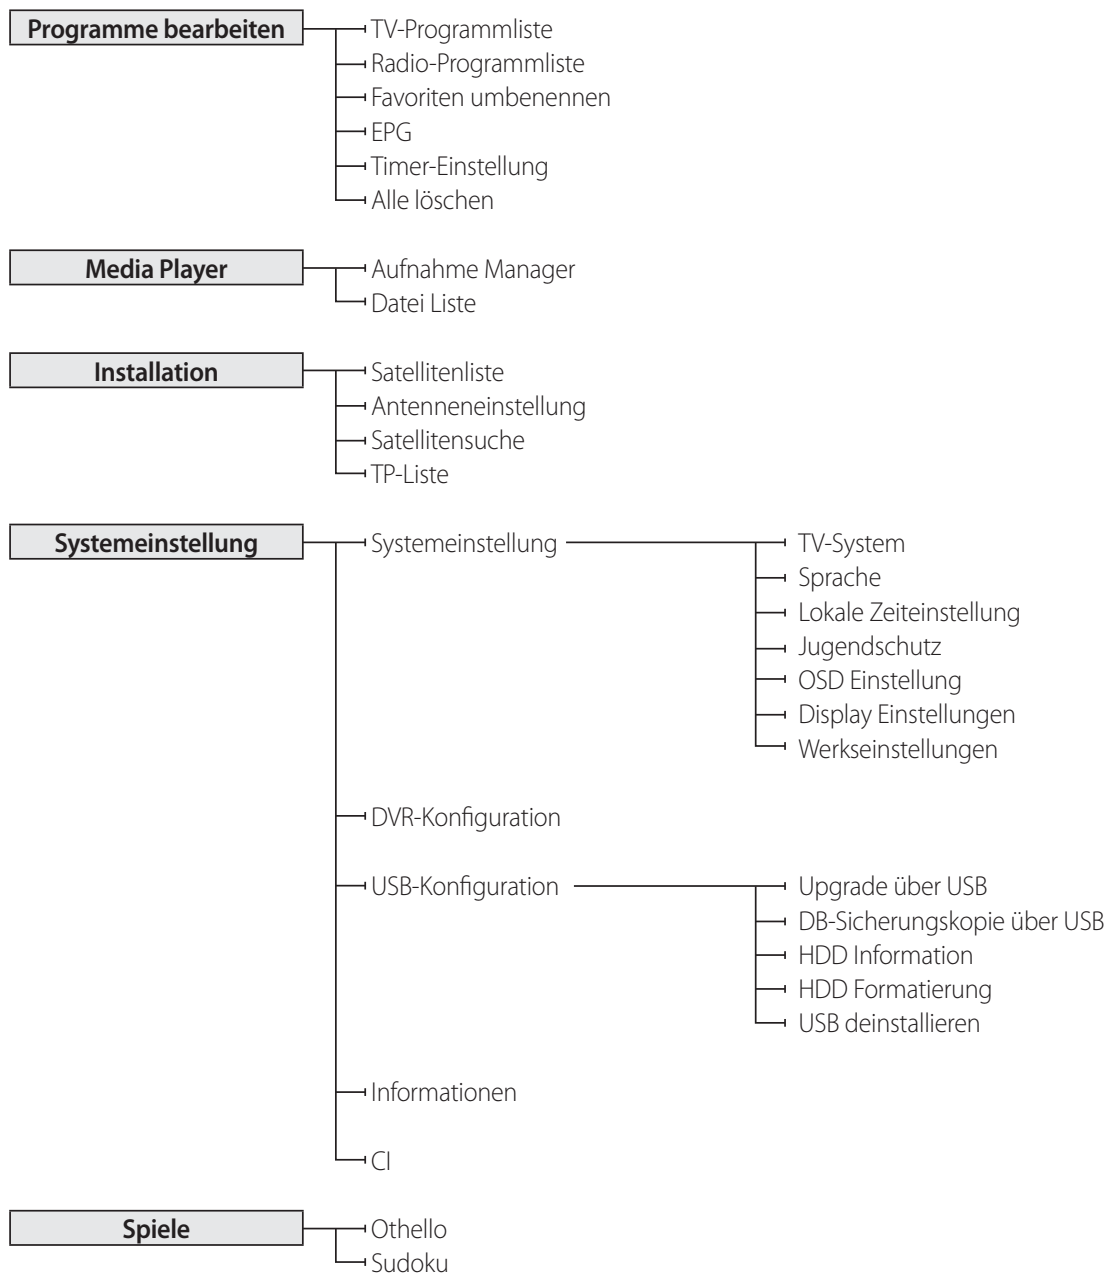 Programme bearbeiten
TV-Programmliste
Radio-Programmliste
Favoriten umbenennen
EPG
Timer-Einstellung
Alle löschen
Media Player
Aufnahme Manager
Datei Liste
Installation
Satellitenliste
Antenneneinstellung
Satellitensuche
TP-Liste
Systemeinstellung
Systemeinstellung
TV-System
Sprache
Lokale Zeiteinstellung
Jugendschutz
OSD Einstellung
Display Einstellungen
Werkseinstellungen
DVR-Konfiguration
USB-Konfiguration
Upgrade über USB
DB-Sicherungskopie über USB
HDD Information
HDD Formatierung
USB deinstallieren
Informationen
CI
Spiele
Othello
Sudoku